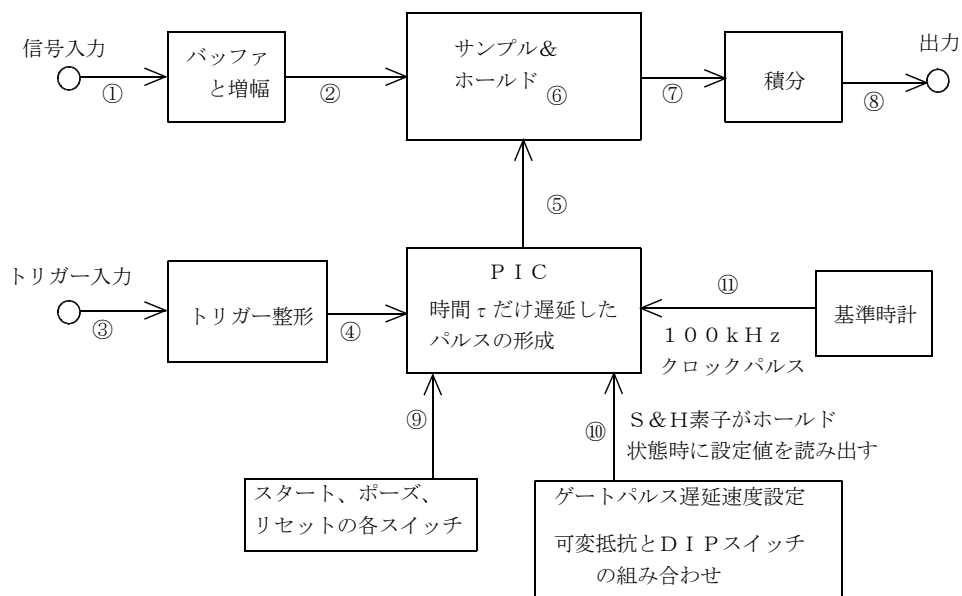 信号入力
①
バッファ
と増幅
②
サンプル＆
ホールド
⑥
⑦
積分
⑧
出力
⑤
トリガー入力
③
トリガー整形
④
ＰＩＣ
時間τだけ遅延した
パルスの形成
⑪
１００ｋＨｚ
クロックパルス
基準時計
⑨
スタート、ポーズ、
リセットの各スイッチ
⑩
Ｓ＆Ｈ素子がホールド
状態時に設定値を読み出す
ゲートパルス遅延速度設定
可変抵抗とＤＩＰスイッチ
の組み合わせ